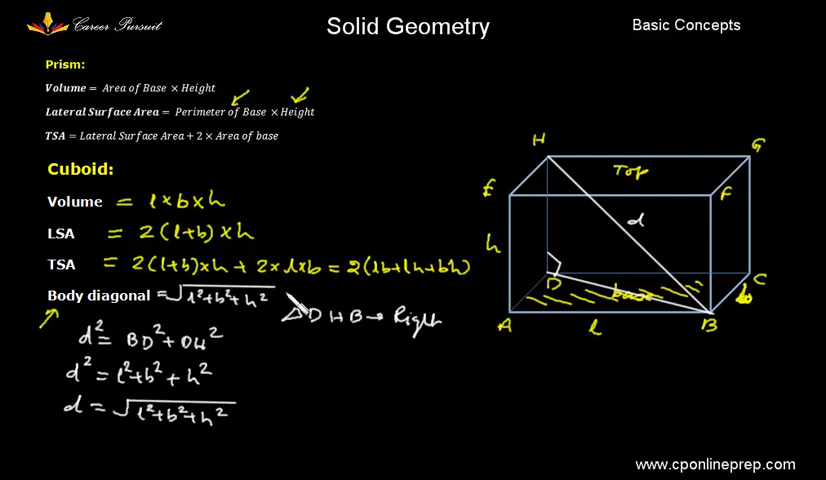 Career Pursuit
Solid Geometry
Basic Concepts
Prism:
Volume = Area of Base × Height
Lateral Surface Area = Perimeter of Base × Height
TSA = Lateral Surface Area + 2 × Area of base
Cuboid:
Volume = l × b × h
LSA = 2(l+b) × h
TSA = 2(l+b)×h + 2×l×b = 2(lb+lh+bh)
Body diagonal = √l²+b²+h²
△DHB → Right
d² = BD² + DH²
d² = l²+b²+h²
d = √l²+b²+h²
H
G
Top
E
F
d
h
D
C
base
b
A
B
l
www.cponlineprep.com